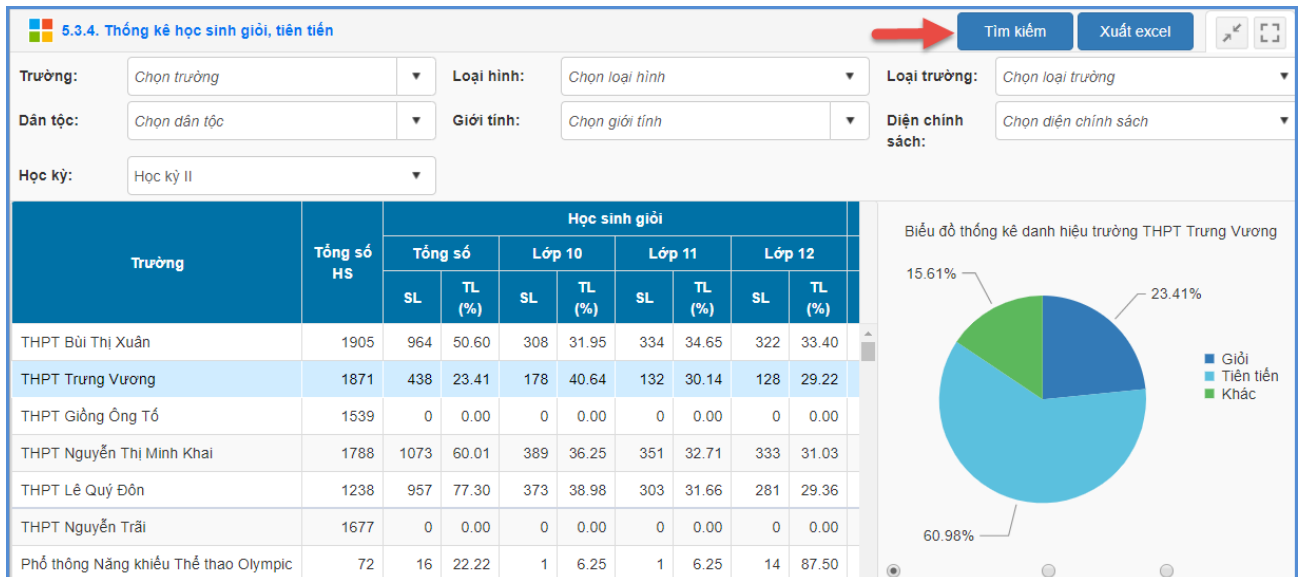 5.3.4. Thống kê học sinh giỏi, tiên tiến Tìm kiếm Xuất excel
Trường: Chọn trường Loại hình: Chọn loại hình Loại trường: Chọn loại trường
Dân tộc: Chọn dân tộc Giới tính: Chọn giới tính Diện chính sách: Chọn diện chính sách
Học kỳ: Học kỳ II
Trường Tổng số HS Học sinh giỏi
Tổng số Lớp 10 Lớp 11 Lớp 12
SL TL (%) SL TL (%) SL TL (%) SL TL (%)
THPT Bùi Thị Xuân 1905 964 50.60 308 31.95 334 34.65 322 33.40
THPT Trưng Vương 1871 438 23.41 178 40.64 132 30.14 128 29.22
THPT Giồng Ông Tố 1539 0 0.00 0 0.00 0 0.00 0 0.00
THPT Nguyễn Thị Minh Khai 1788 1073 60.01 389 36.25 351 32.71 333 31.03
THPT Lê Quý Đôn 1238 957 77.30 373 38.98 303 31.66 281 29.36
THPT Nguyễn Trãi 1677 0 0.00 0 0.00 0 0.00 0 0.00
Phổ thông Năng khiếu Thể thao Olympic 72 16 22.22 1 6.25 1 6.25 14 87.50
Biểu đồ thống kê danh hiệu trường THPT Trưng Vương
15.61%
23.41%
Giỏi
Tiên tiến
Khác
60.98%